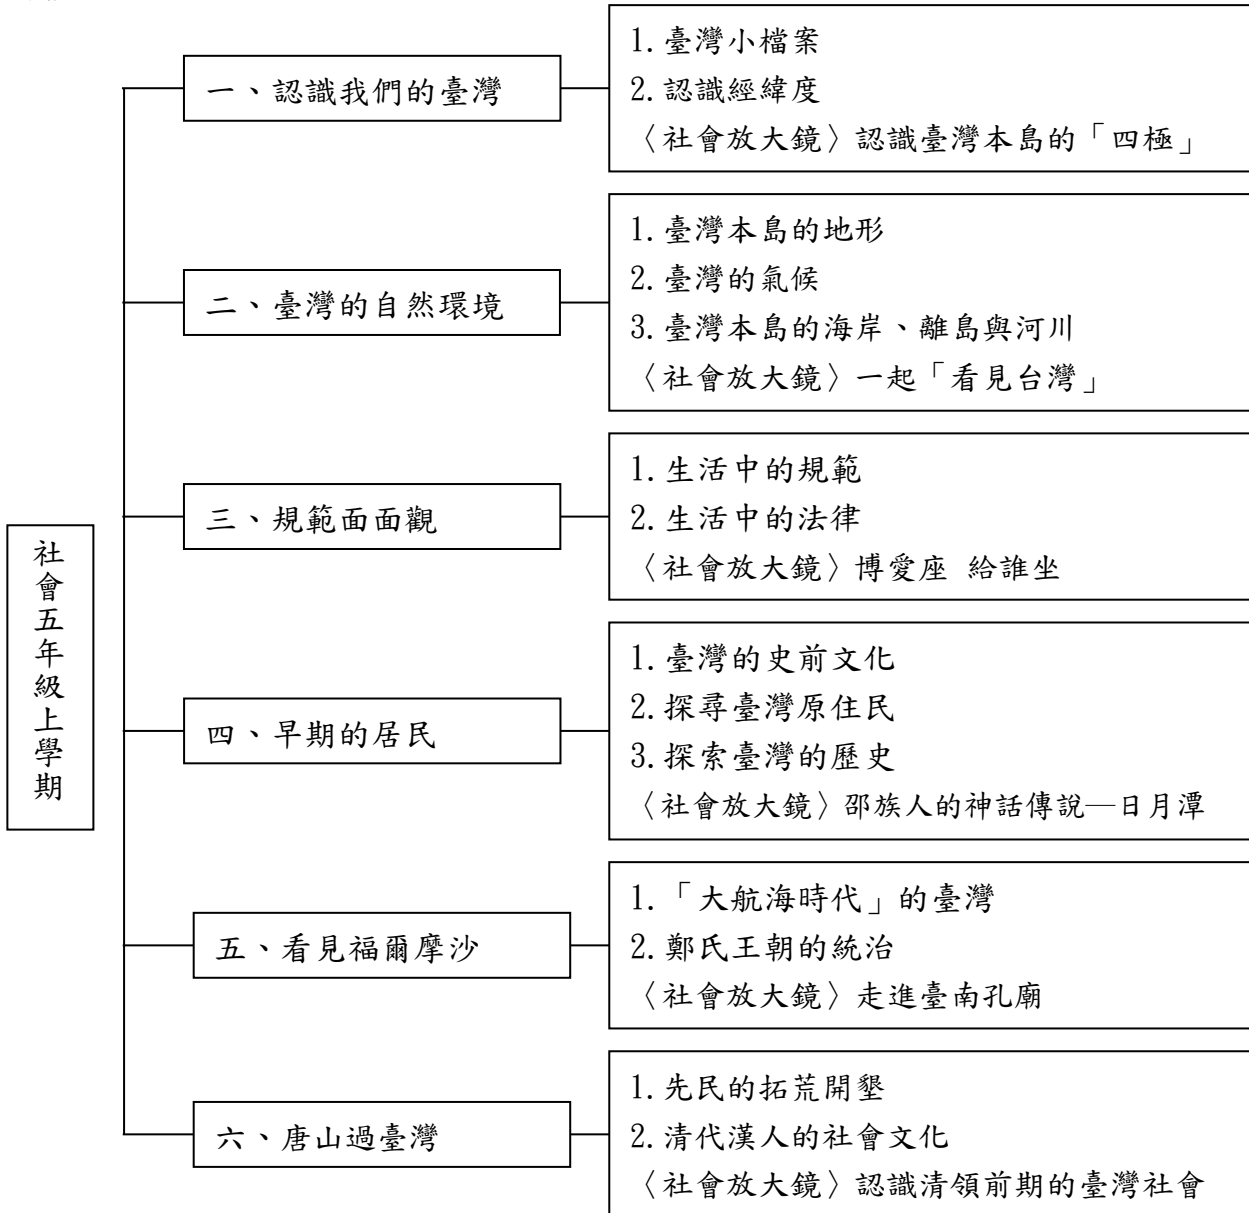 社會五年級上學期
一、認識我們的臺灣
1.臺灣小檔案
2.認識經緯度
〈社會放大鏡〉認識臺灣本島的「四極」
二、臺灣的自然環境
1.臺灣本島的地形
2.臺灣的氣候
3.臺灣本島的海岸、離島與河川
〈社會放大鏡〉一起「看見台灣」
三、規範面面觀
1.生活中的規範
2.生活中的法律
〈社會放大鏡〉博愛座 給誰坐
四、早期的居民
1.臺灣的史前文化
2.探尋臺灣原住民
3.探索臺灣的歷史
〈社會放大鏡〉邵族人的神話傳說—日月潭
五、看見福爾摩沙
1.「大航海時代」的臺灣
2.鄭氏王朝的統治
〈社會放大鏡〉走進臺南孔廟
六、唐山過臺灣
1.先民的拓荒開墾
2.清代漢人的社會文化
〈社會放大鏡〉認識清領前期的臺灣社會